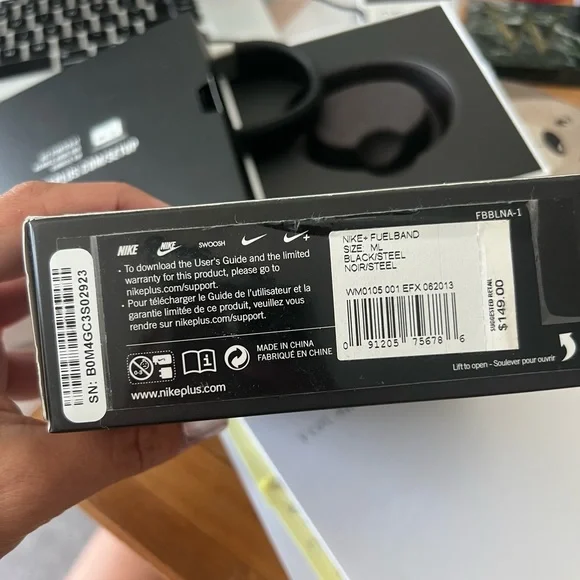 PLUS.COM/SETUP
FBBLNA-1
NIKE NIKE SWOOSH +
· To download the User's Guide and the limited
warranty for this product, please go to
nikeplus.com/support.
· Pour télécharger le Guide de l'utilisateur et la
garantie limitée de ce produit, veuillez vous
rendre sur nikeplus.com/support.
MADE IN CHINA
FABRIQUÉ EN CHINE
www.nikeplus.com
SN: B0M4GC3S02923
NIKE+ FUELBAND
SIZE: ML
BLACK/STEEL
NOIR/STEEL
WM0105 001 EFX 062013
0 91205 75678 6
SUGGESTED RETAIL
$149.00
Lift to open - Soulever pour ouvrir